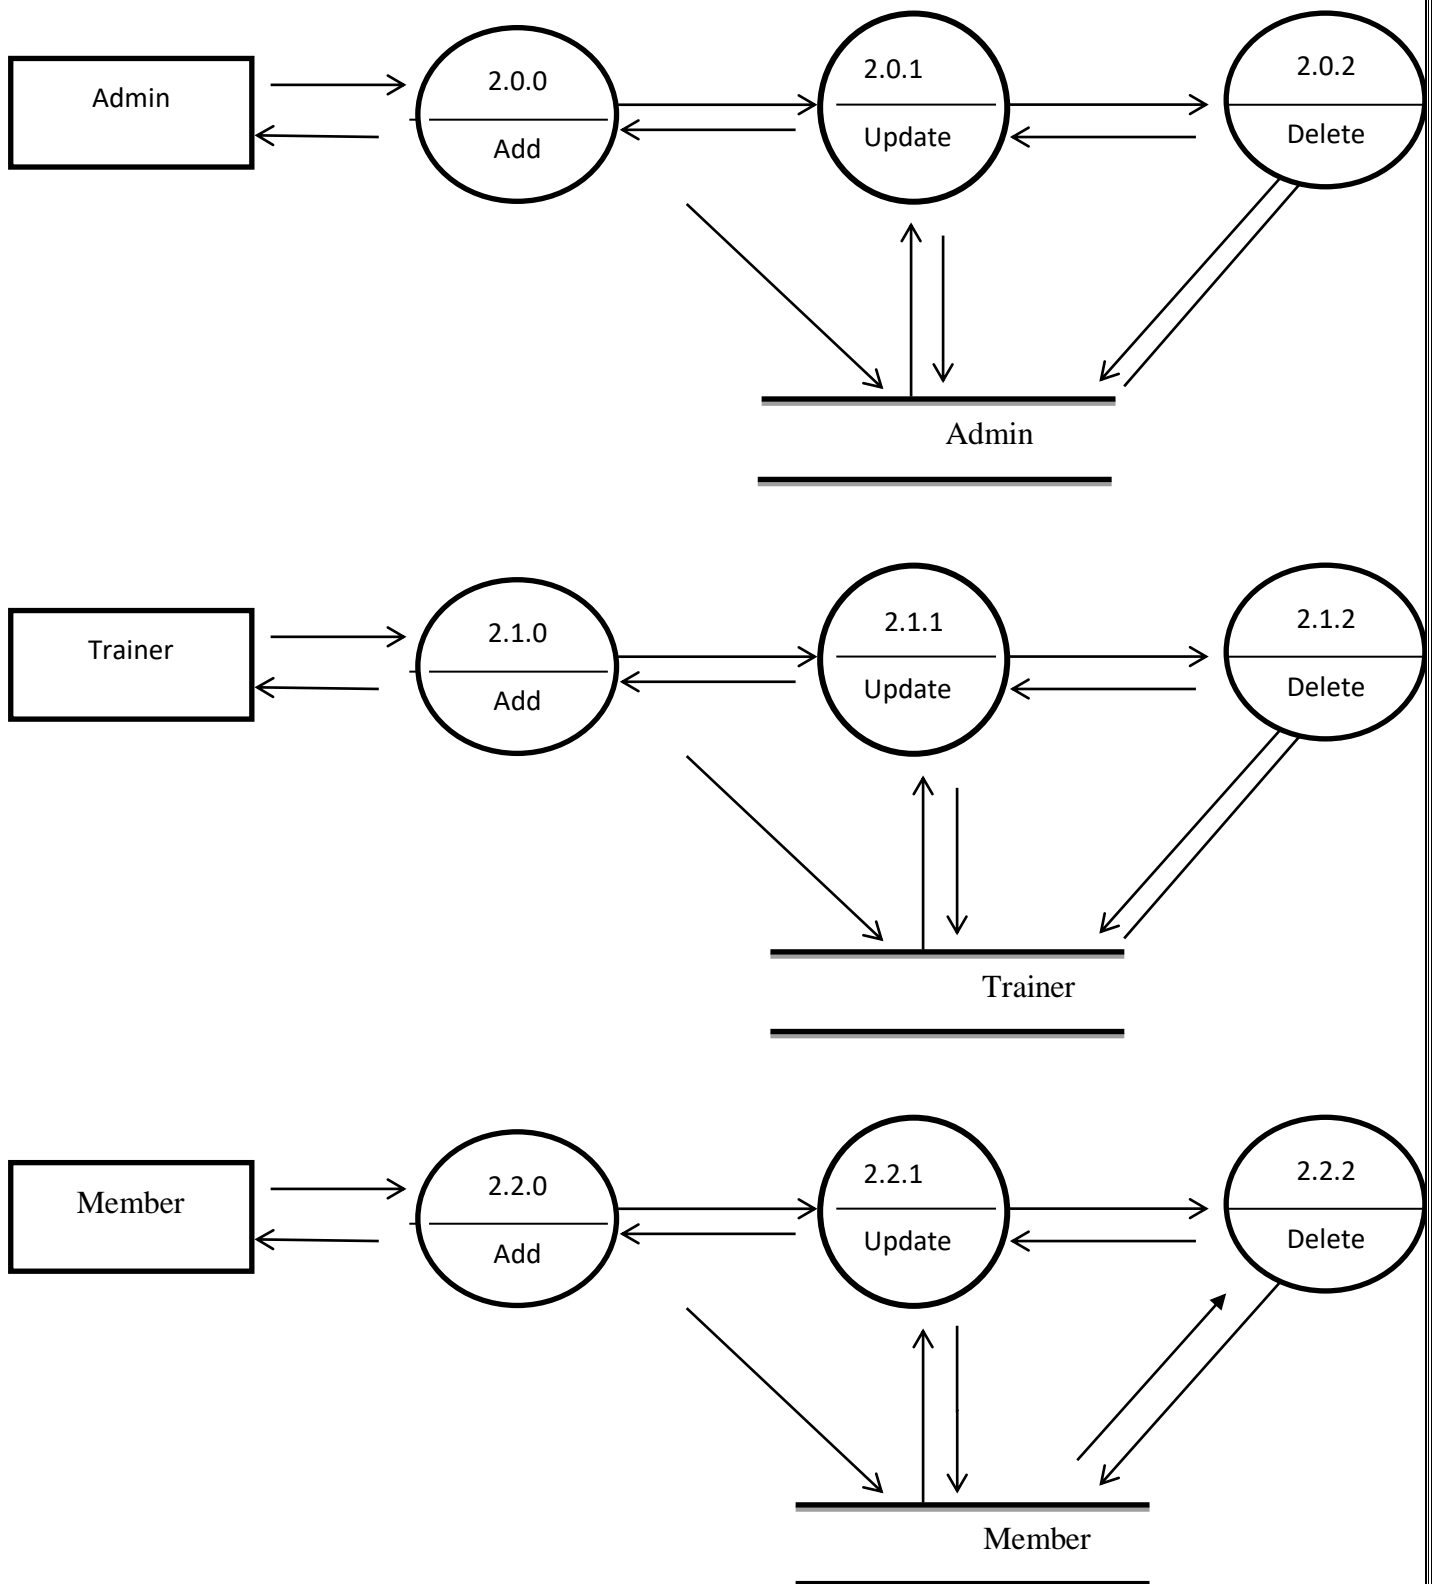 Admin
2.0.0
Add
2.0.1
Update
2.0.2
Delete
Admin
Trainer
2.1.0
Add
2.1.1
Update
2.1.2
Delete
Trainer
Member
2.2.0
Add
2.2.1
Update
2.2.2
Delete
Member